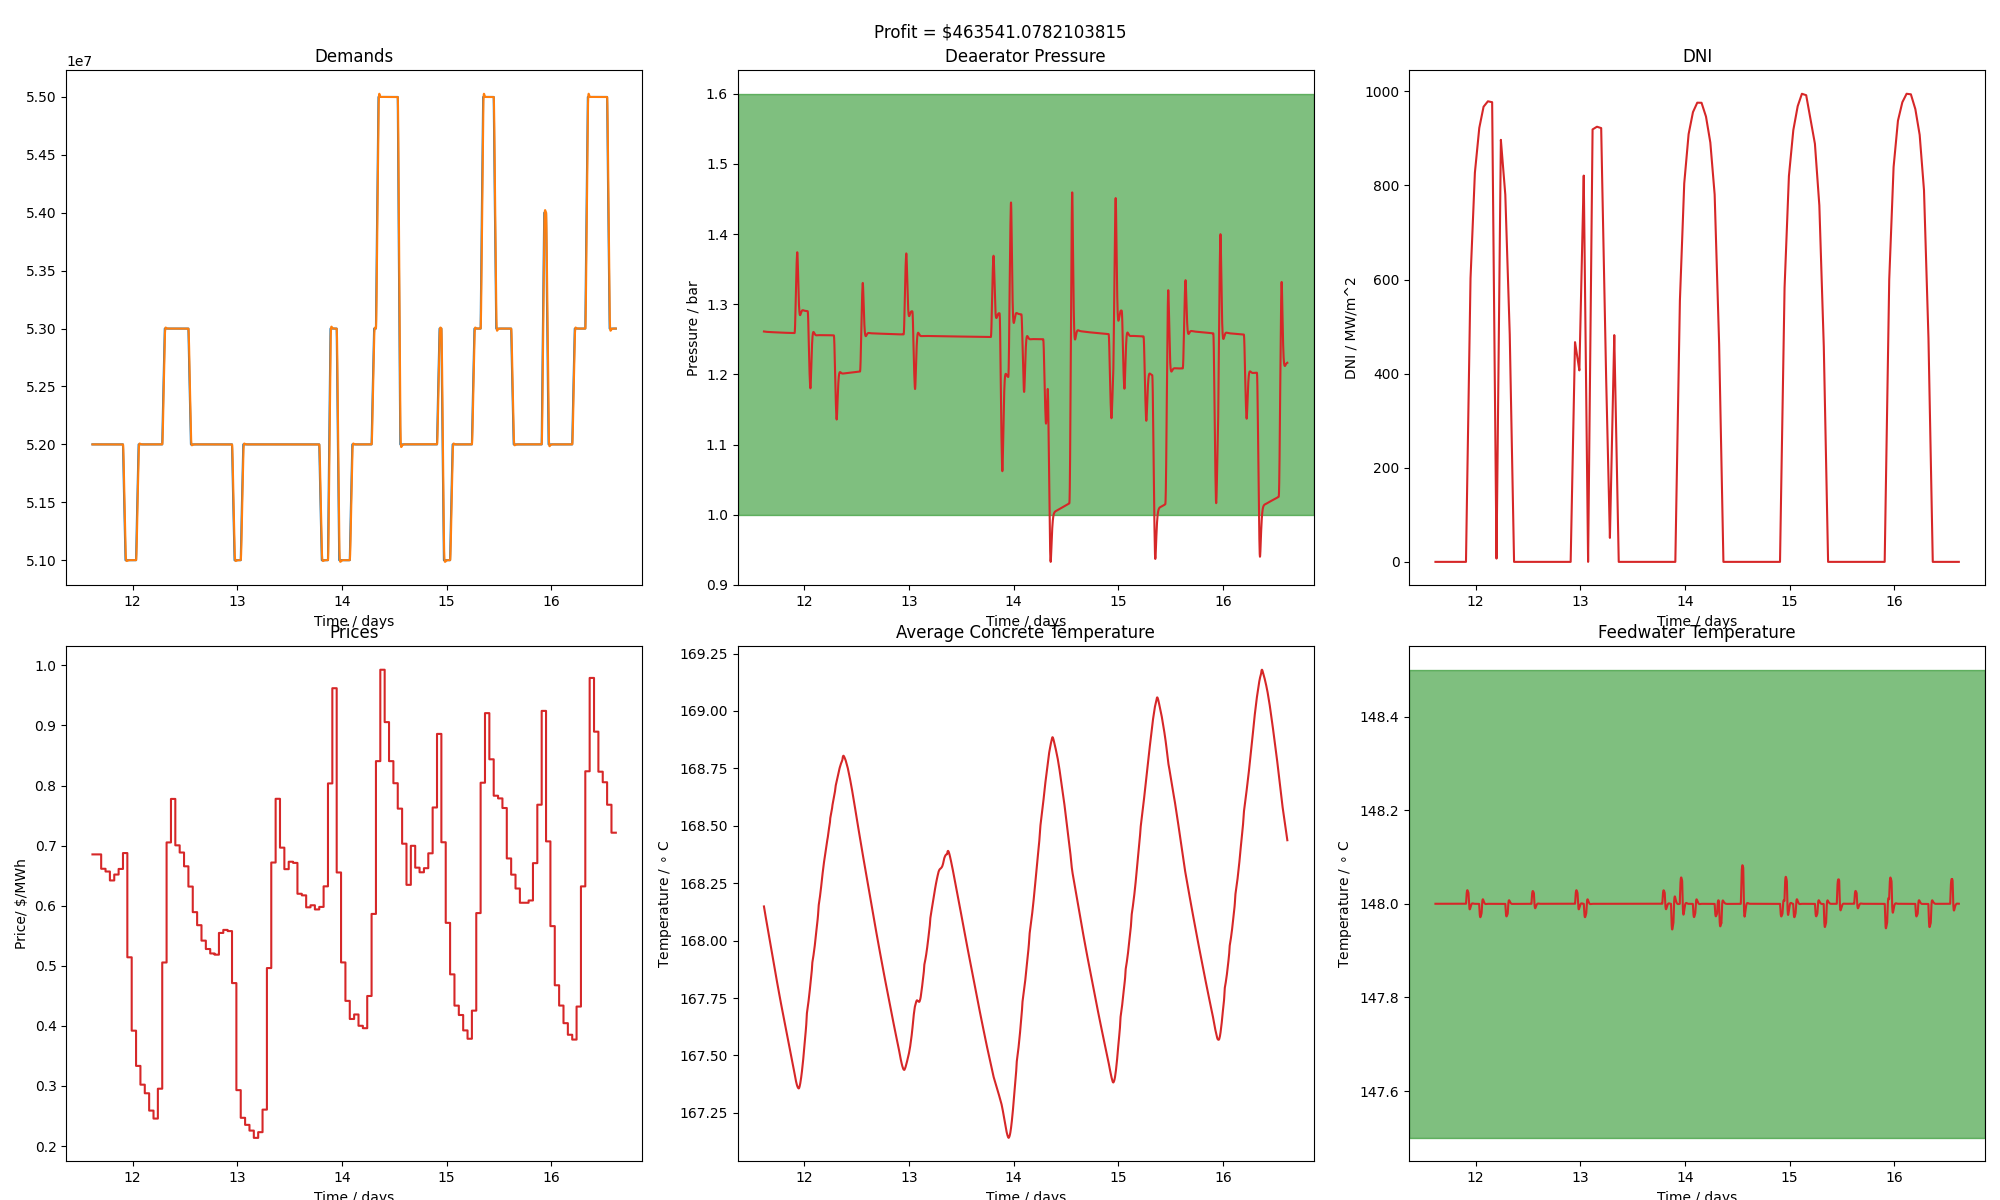 Profit = $463541.0782103815
Demands
1e7
5.50
5.45
5.40
5.35
5.30
5.25
5.20
5.15
5.10
12 13 14 15 16
Time / days
Deaerator Pressure
Pressure / bar
1.6
1.5
1.4
1.3
1.2
1.1
1.0
0.9
12 13 14 15 16
Time / days
DNI
DNI / MW/m^2
1000
800
600
400
200
0
12 13 14 15 16
Time / days
Prices
Price/ $/MWh
1.0
0.9
0.8
0.7
0.6
0.5
0.4
0.3
0.2
12 13 14 15 16
Time / days
Average Concrete Temperature
Temperature / ∘ C
169.25
169.00
168.75
168.50
168.25
168.00
167.75
167.50
167.25
12 13 14 15 16
Time / days
Feedwater Temperature
Temperature / ∘ C
148.4
148.2
148.0
147.8
147.6
12 13 14 15 16
Time / days